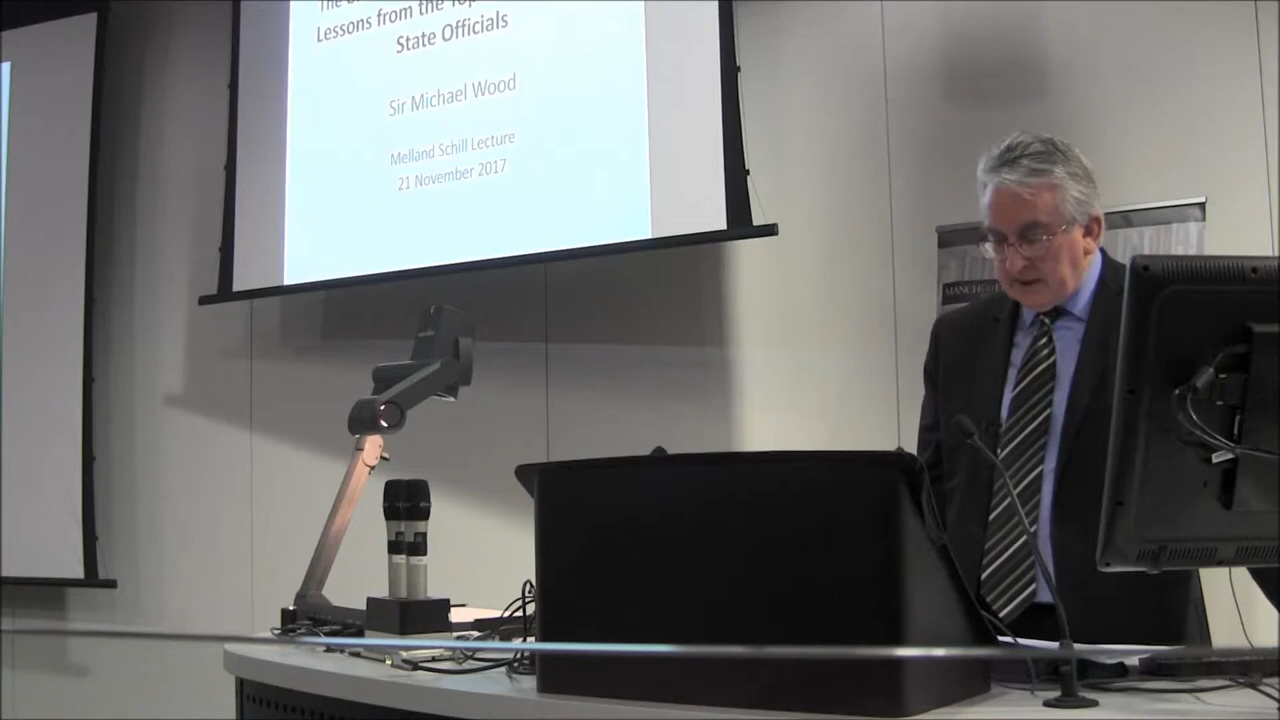 Lessons from the
State Officials
Sir Michael Wood
Melland Schill Lecture
21 November 2017